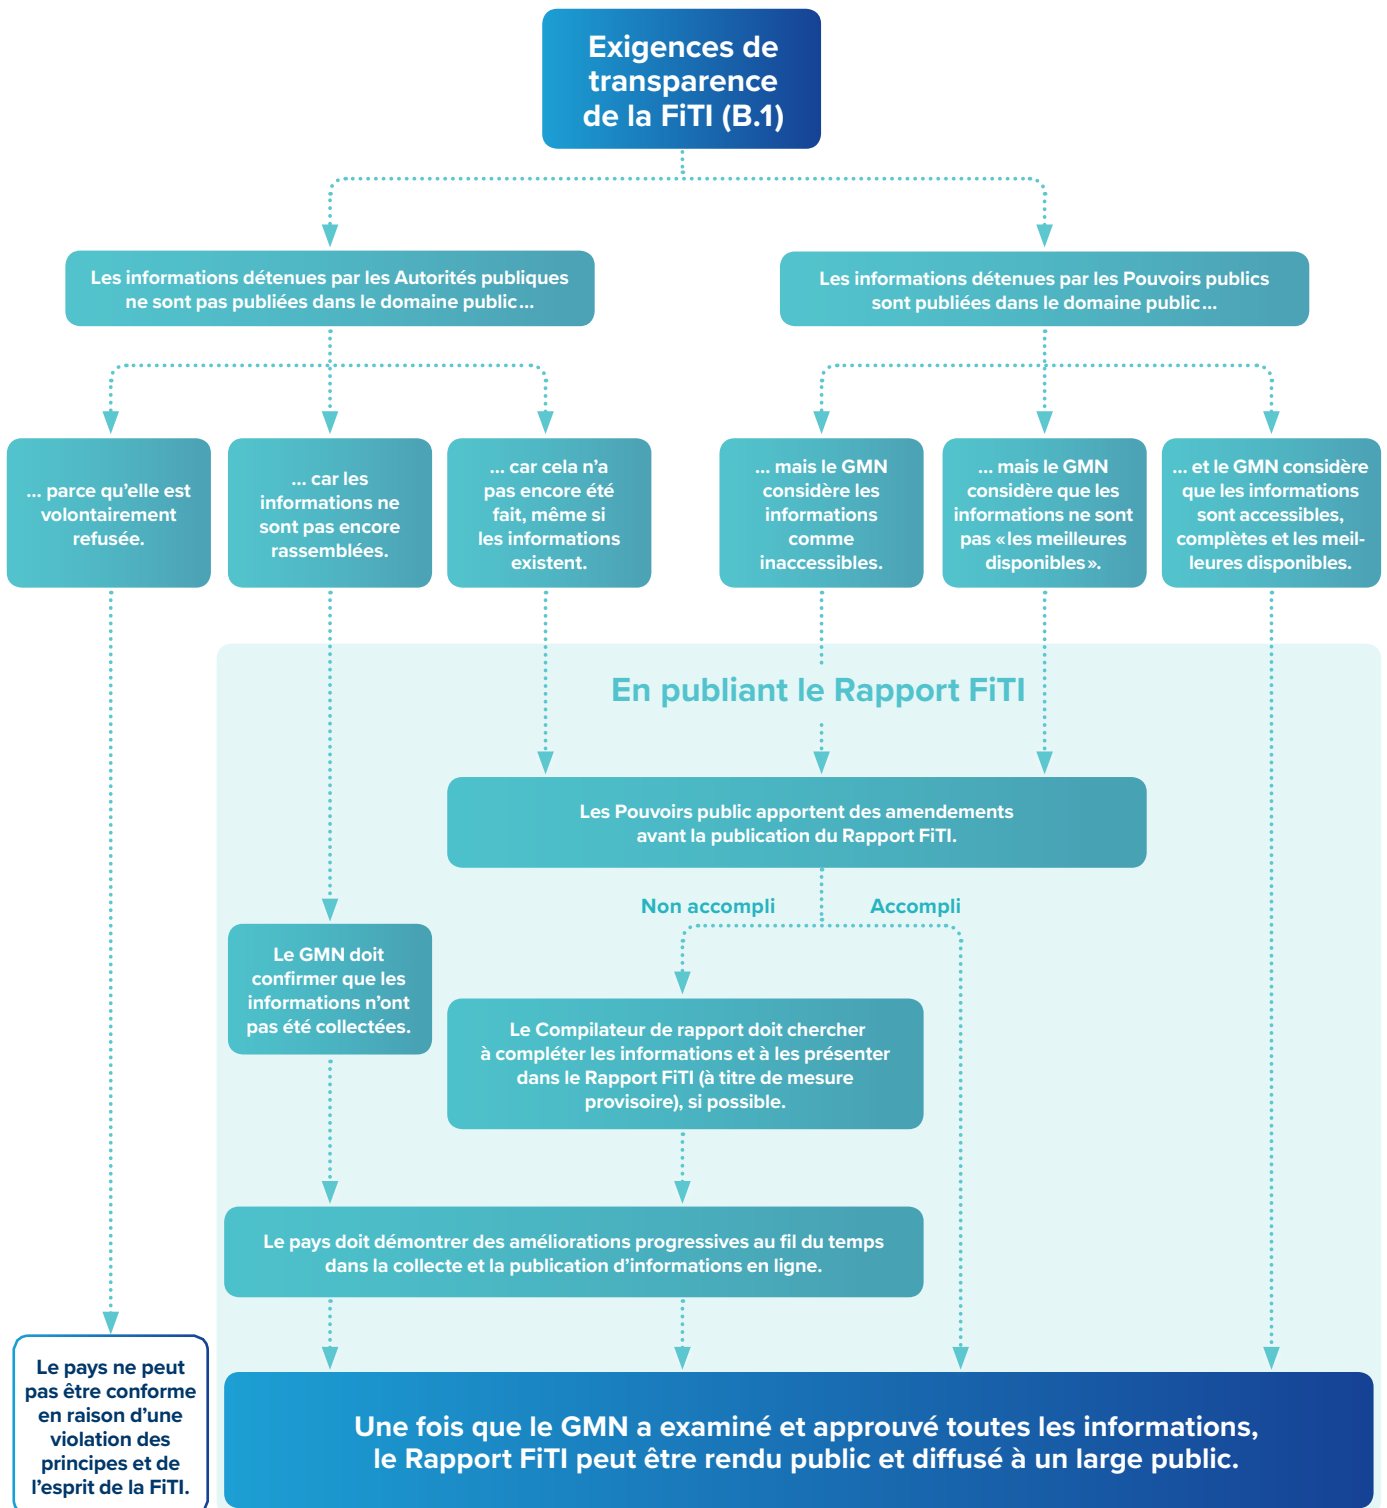 Exigences de
transparence
de la FiTI (B.1)
Les informations détenues par les Autorités publiques
ne sont pas publiées dans le domaine public...
Les informations détenues par les Pouvoirs publics
sont publiées dans le domaine public...
... parce qu'elle est
volontairement
refusée.
... car les
informations ne
sont pas encore
rassemblées.
... car cela n'a
pas encore été
fait, même si
les informations
existent.
... mais le GMN
considère les
informations
comme
inaccessibles.
... mais le GMN
considère que les
informations ne sont
pas «les meilleures
disponibles».
... et le GMN considère
que les informations
sont accessibles,
complètes et les meil-
leures disponibles.
En publiant le Rapport FiTI
Les Pouvoirs public apportent des amendements
avant la publication du Rapport FiTI.
Non accompli
Accompli
Le GMN doit
confirmer que les
informations n'ont
pas été collectées.
Le Compilateur de rapport doit chercher
à compléter les informations et à les présenter
dans le Rapport FiTI (à titre de mesure
provisoire), si possible.
Le pays doit démontrer des améliorations progressives au fil du temps
dans la collecte et la publication d'informations en ligne.
Le pays ne peut
pas être conforme
en raison d'une
violation des
principes et de
l'esprit de la FiTI.
Une fois que le GMN a examiné et approuvé toutes les informations,
le Rapport FiTI peut être rendu public et diffusé à un large public.